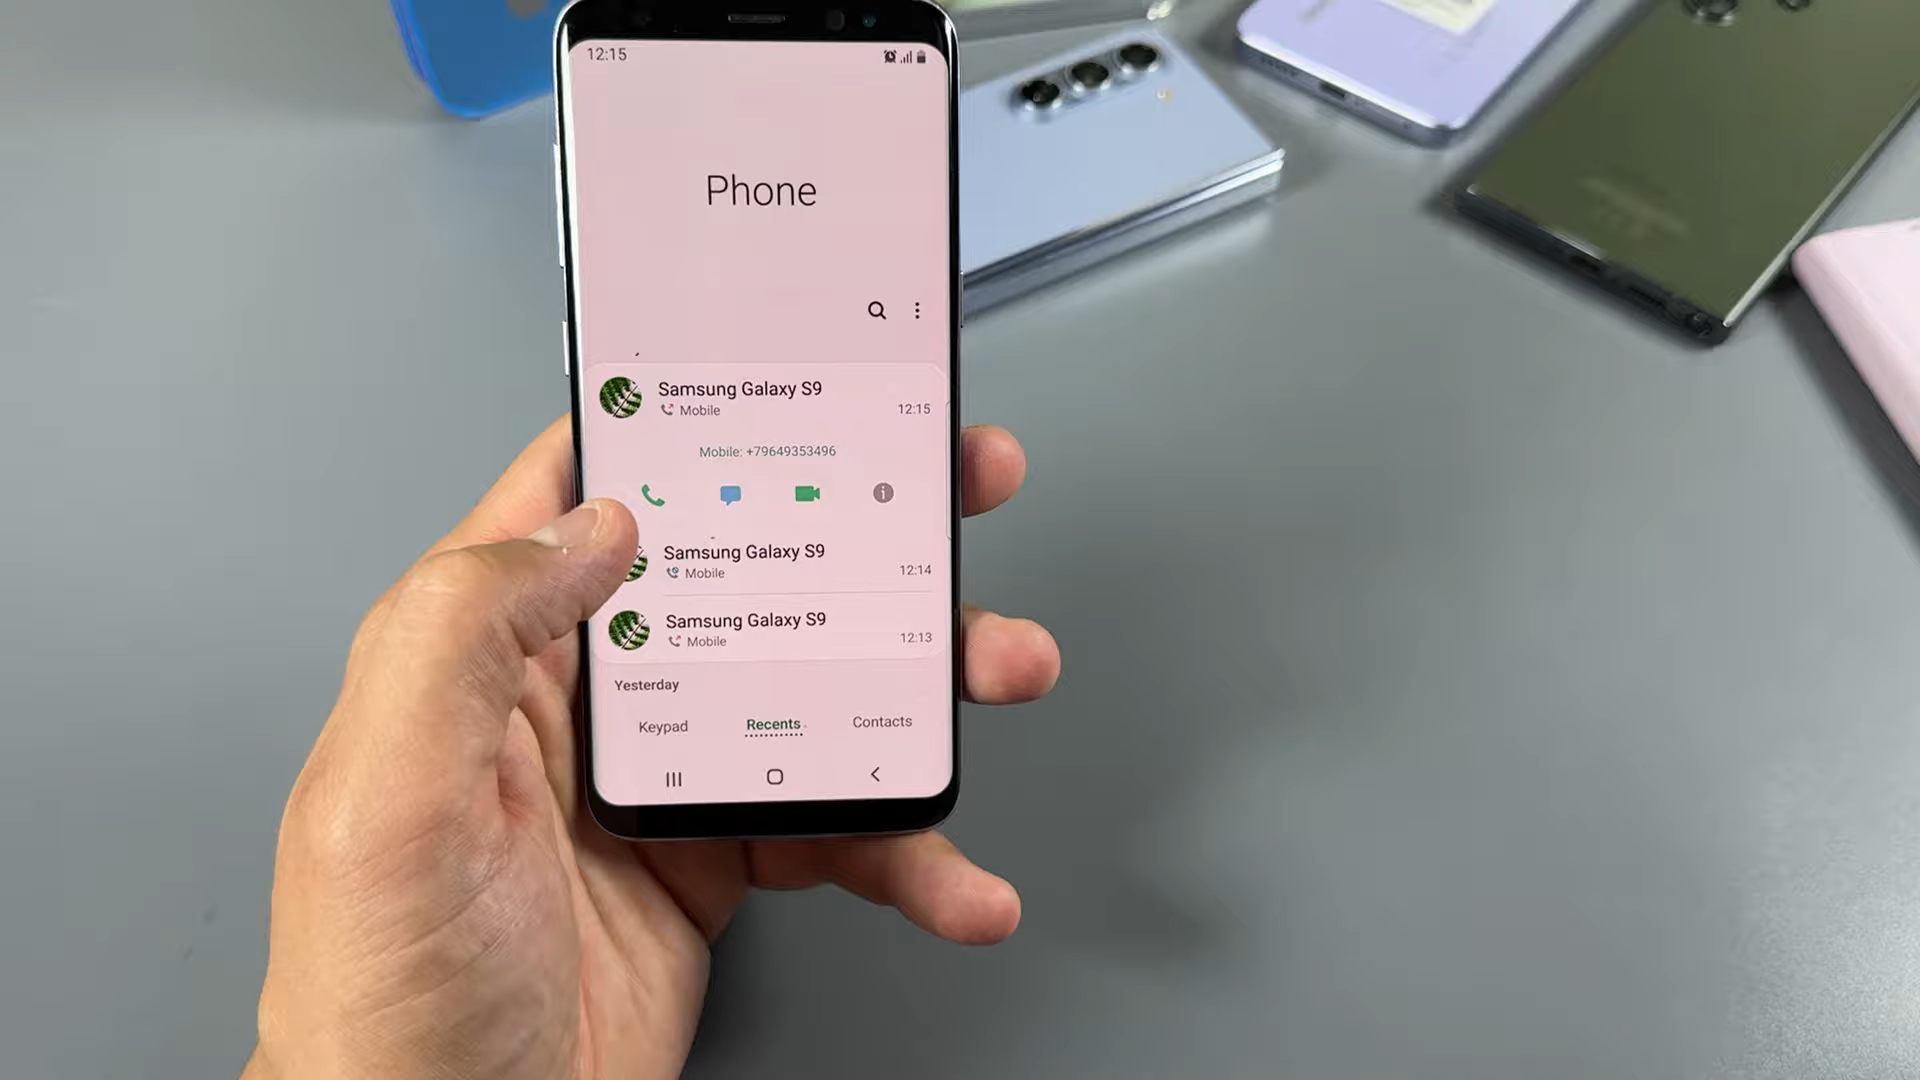 12:15
Phone
Samsung Galaxy S9
Mobile
12:15
Mobile: +79649353496
Samsung Galaxy S9
Mobile
12:14
Samsung Galaxy S9
Mobile
12:13
Yesterday
Keypad
Recents
Contacts